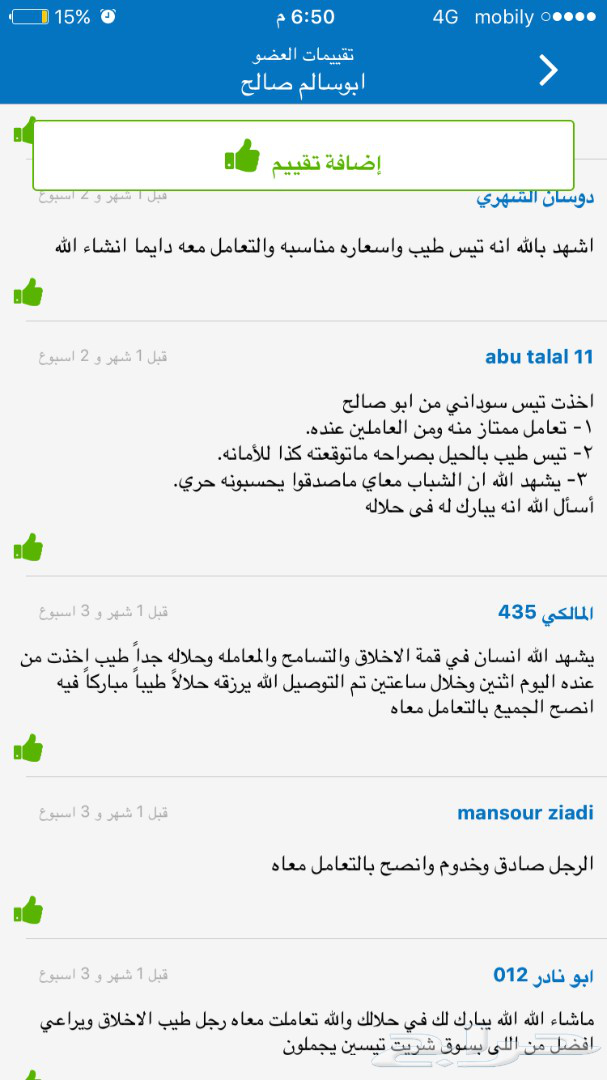 15%
6:50 م
4G mobily
تقييمات العضو
ابوسالم صالح
إضافة تقييم
دوسان الشهري
قبل 1 شهر و 2 اسبوع
اشهد بالله انه تيس طيب واسعاره مناسبه والتعامل معه دايما انشاء الله
abu talal 11
قبل 1 شهر و 2 اسبوع
اخذت تيس سوداني من ابو صالح
١- تعامل ممتاز منه ومن العاملين عنده.
٢- تيس طيب بالحيل بصراحه ماتوقعته كذا للأمانه.
٣- يشهد الله ان الشباب معاي ماصدقوا يحسبونه حري.
أسأل الله انه يبارك له في حلاله
المالكي 435
قبل 1 شهر و 3 اسبوع
يشهد الله انسان في قمة الاخلاق والتسامح والمعامله وحلاله جداً طيب اخذت من
عنده اليوم اثنين وخلال ساعتين تم التوصيل الله يرزقه حلالاً طيباً مباركاً فيه
انصح الجميع بالتعامل معاه
mansour ziadi
قبل 1 شهر و 3 اسبوع
الرجل صادق وخدوم وانصح بالتعامل معاه
ابو نادر 012
قبل 1 شهر و 3 اسبوع
ماشاء الله الله يبارك لك في حلالك والله تعاملت معاه رجل طيب الاخلاق ويراعي
افضل من اللى بسوق شريت تيسين يجملون
حراج